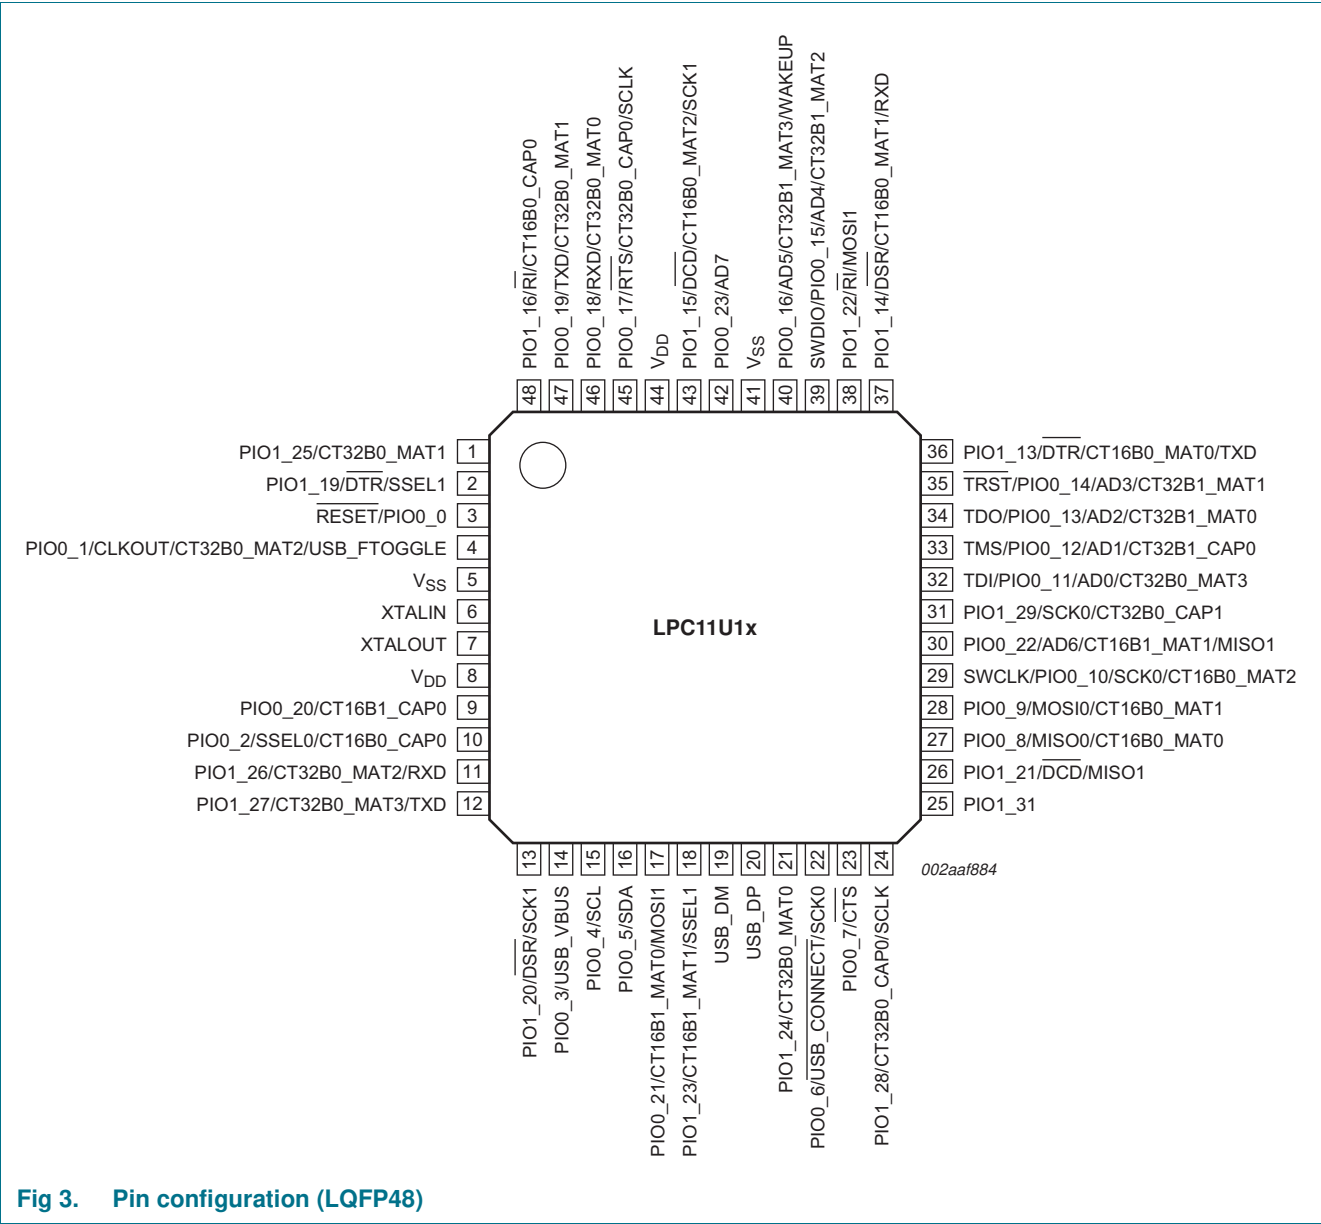 48 PIO1_16/RI/CT16B0_CAP0
47 PIO0_19/TXD/CT32B0_MAT1
46 PIO0_18/RXD/CT32B0_MAT0
45 PIO0_17/RTS/CT32B0_CAP0/SCLK
44 VDD
43 PIO1_15/DCD/CT16B0_MAT2/SCK1
42 PIO0_23/AD7
41 VSS
40 PIO0_16/AD5/CT32B1_MAT3/WAKEUP
39 SWDIO/PIO0_15/AD4/CT32B1_MAT2
38 PIO1_22/RI/MOSI1
37 PIO1_14/DSR/CT16B0_MAT1/RXD
PIO1_25/CT32B0_MAT1 1
PIO1_19/DTR/SSEL1 2
RESET/PIO0_0 3
PIO0_1/CLKOUT/CT32B0_MAT2/USB_FTOGGLE 4
VSS 5
XTALIN 6
XTALOUT 7
VDD 8
PIO0_20/CT16B1_CAP0 9
PIO0_2/SSEL0/CT16B0_CAP0 10
PIO1_26/CT32B0_MAT2/RXD 11
PIO1_27/CT32B0_MAT3/TXD 12
LPC11U1x
36 PIO1_13/DTR/CT16B0_MAT0/TXD
35 TRST/PIO0_14/AD3/CT32B1_MAT1
34 TDO/PIO0_13/AD2/CT32B1_MAT0
33 TMS/PIO0_12/AD1/CT32B1_CAP0
32 TDI/PIO0_11/AD0/CT32B0_MAT3
31 PIO1_29/SCK0/CT32B0_CAP1
30 PIO0_22/AD6/CT16B1_MAT1/MISO1
29 SWCLK/PIO0_10/SCK0/CT16B0_MAT2
28 PIO0_9/MOSI0/CT16B0_MAT1
27 PIO0_8/MISO0/CT16B0_MAT0
26 PIO1_21/DCD/MISO1
25 PIO1_31
13 PIO1_20/DSR/SCK1
14 PIO0_3/USB_VBUS
15 PIO0_4/SCL
16 PIO0_5/SDA
17 PIO0_21/CT16B1_MAT0/MOSI1
18 PIO1_23/CT16B1_MAT1/SSEL1
19 USB_DM
20 USB_DP
21 PIO1_24/CT32B0_MAT0
22 PIO0_6/USB_CONNECT/SCK0
23 PIO0_7/CTS
24 PIO1_28/CT32B0_CAP0/SCLK
002aaf884
Fig 3. Pin configuration (LQFP48)